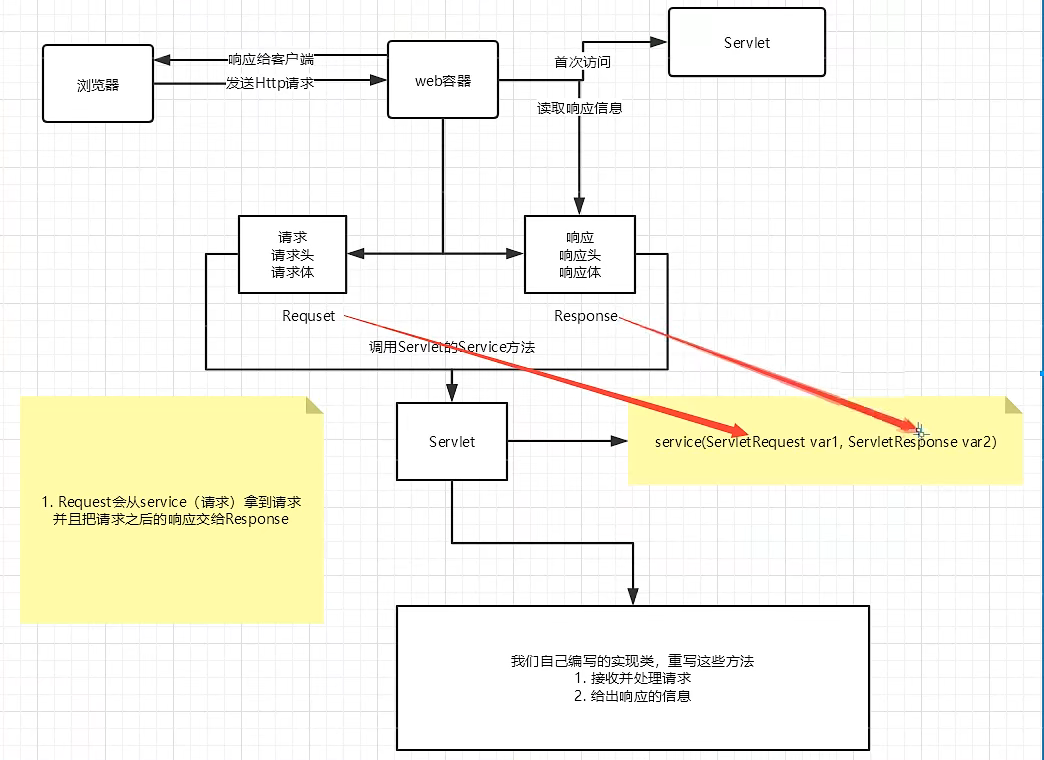 浏览器
响应给客户端
发送Http请求
web容器
首次访问
读取响应信息
Servlet
请求
请求头
请求体
响应
响应头
响应体
Requset
Response
调用Servlet的Service方法
Servlet
service(ServletRequest var1, ServletResponse var2)
1. Request会从service（请求）拿到请求
并且把请求之后的响应交给Response
我们自己编写的实现类，重写这些方法
1. 接收并处理请求
2. 给出响应的信息